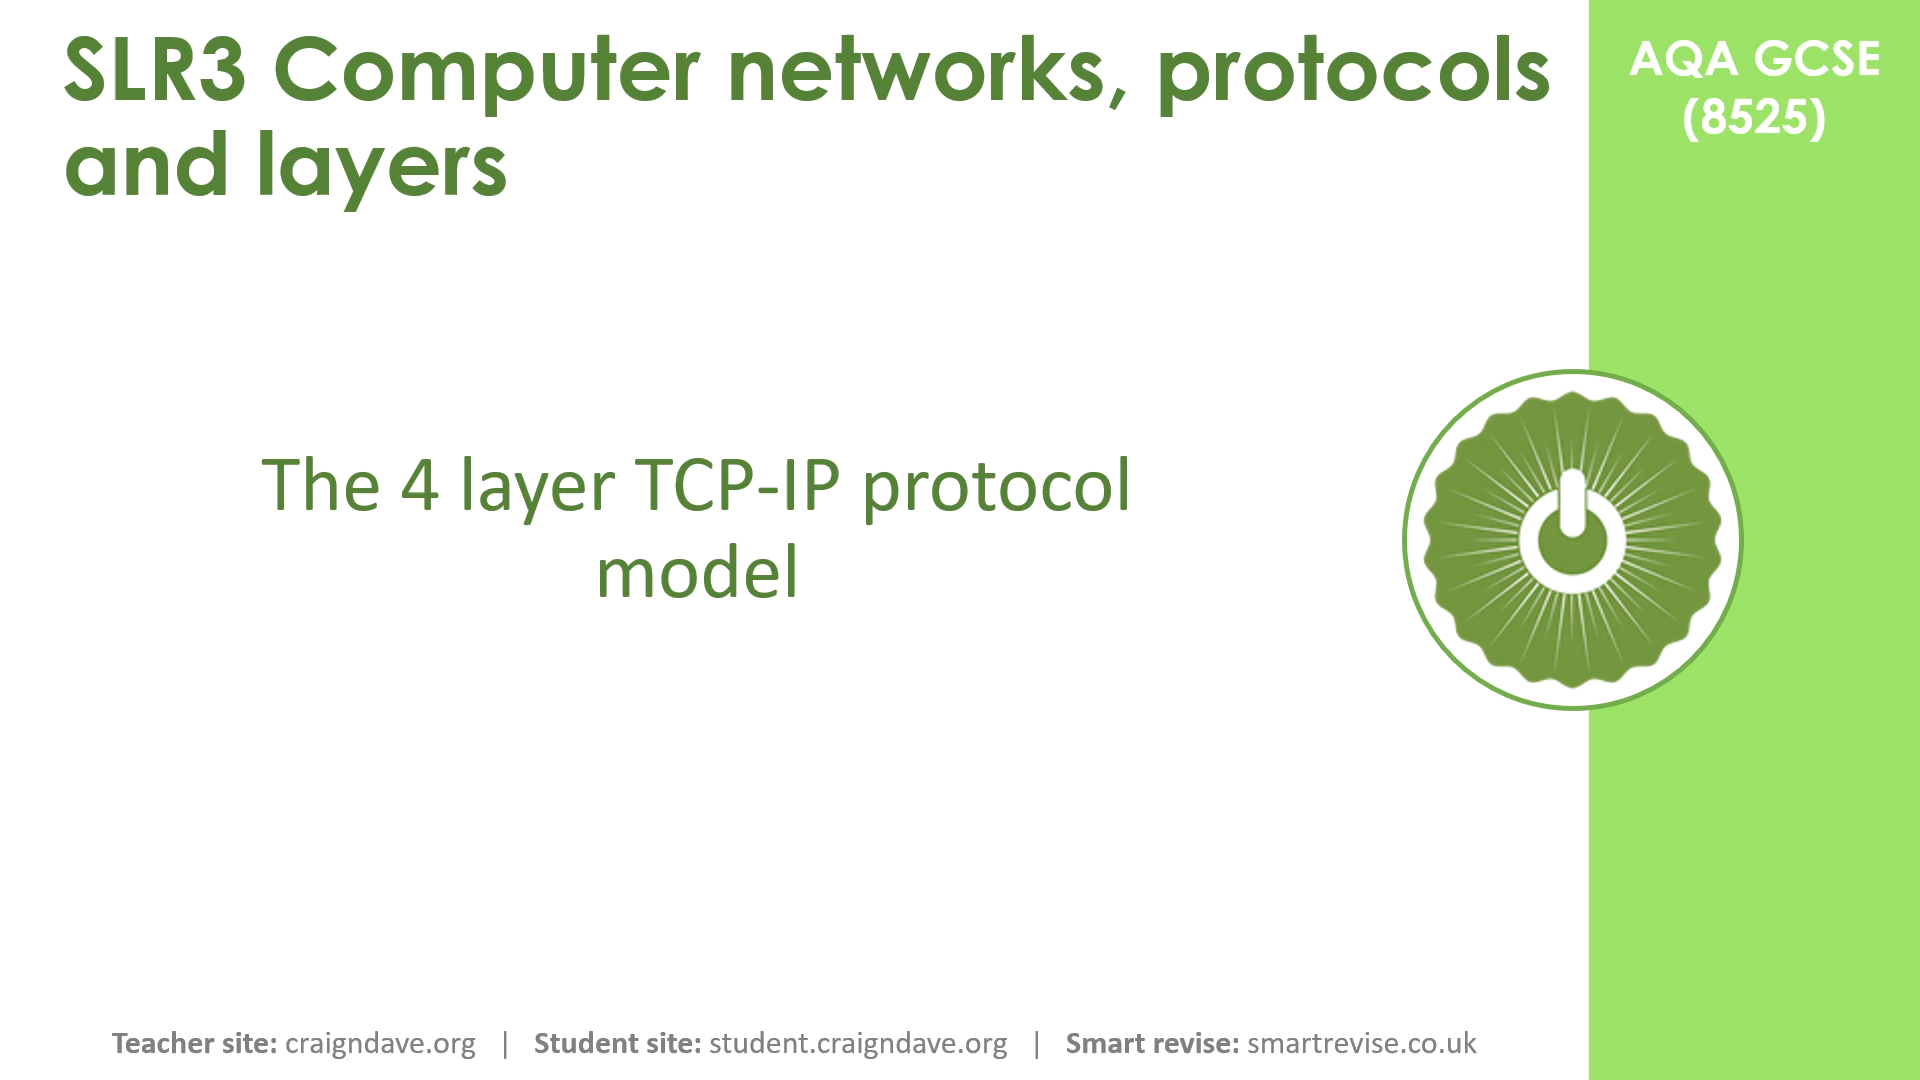 SLR3 Computer networks, protocols
and layers
AQA GCSE
(8525)
The 4 layer TCP-IP protocol
model
Teacher site: craigndave.org | Student site: student.craigndave.org | Smart revise: smartrevise.co.uk